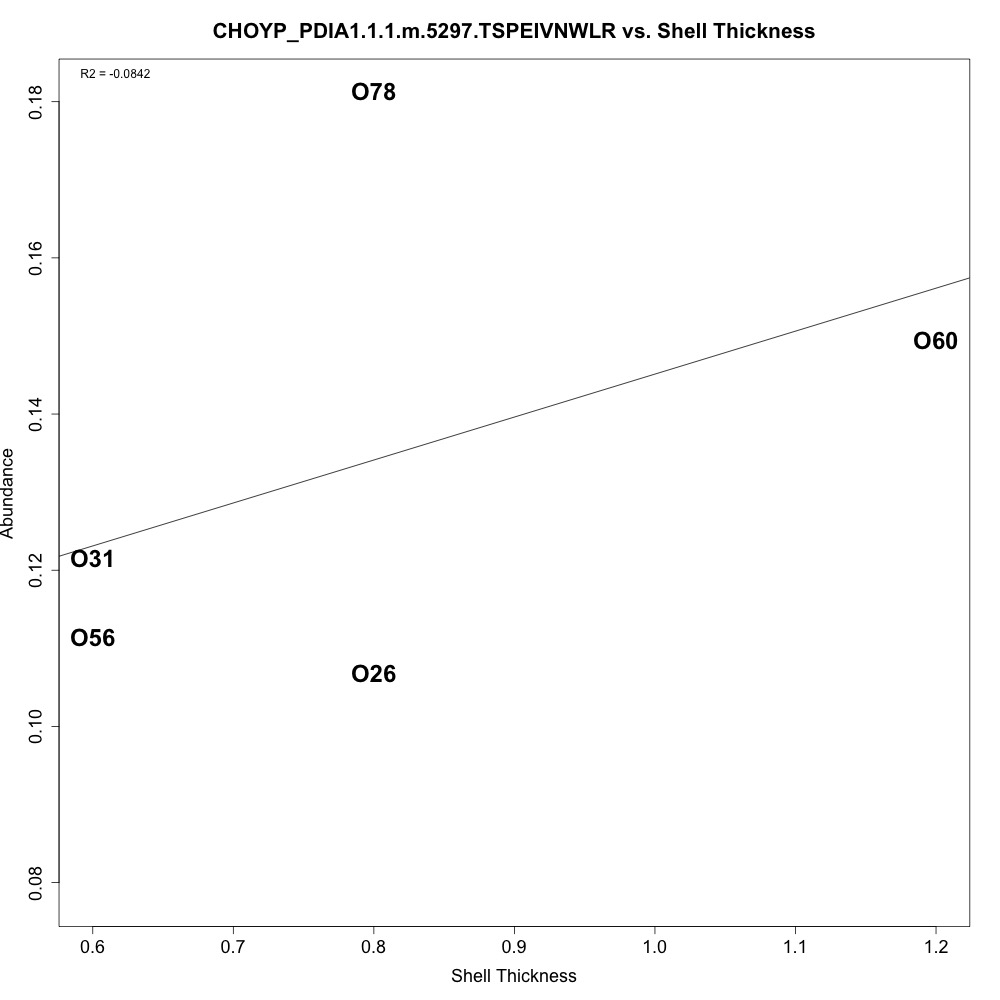 CHOYP_PDIA1.1.1.m.5297.TSPEIVNWLR vs. Shell Thickness
R2 = -0.0842
O78
O60
O31
O56
O26
0.18
0.16
0.14
0.12
0.10
0.08
Abundance
0.6 0.7 0.8 0.9 1.0 1.1 1.2
Shell Thickness